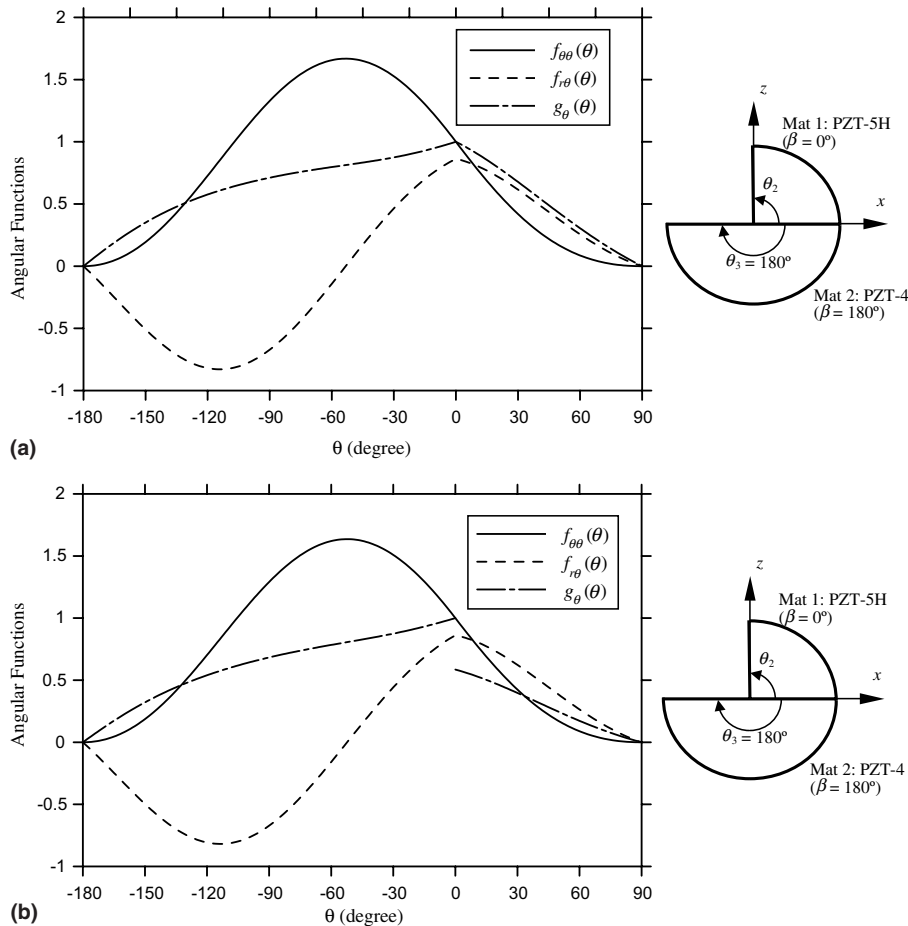 2
1.5
1
0.5
0
-0.5
-1
Angular Functions
fθθ(θ)
frθ(θ)
gθ(θ)
-180 -150 -120 -90 -60 -30 0 30 60 90
θ (degree)
(a)
z
Mat 1: PZT-5H
(β = 0º)
θ2
x
θ3 = 180º
Mat 2: PZT-4
(β = 180º)
2
1.5
1
0.5
0
-0.5
-1
Angular Functions
fθθ(θ)
frθ(θ)
gθ(θ)
-180 -150 -120 -90 -60 -30 0 30 60 90
θ (degree)
(b)
z
Mat 1: PZT-5H
(β = 0º)
θ2
x
θ3 = 180º
Mat 2: PZT-4
(β = 180º)